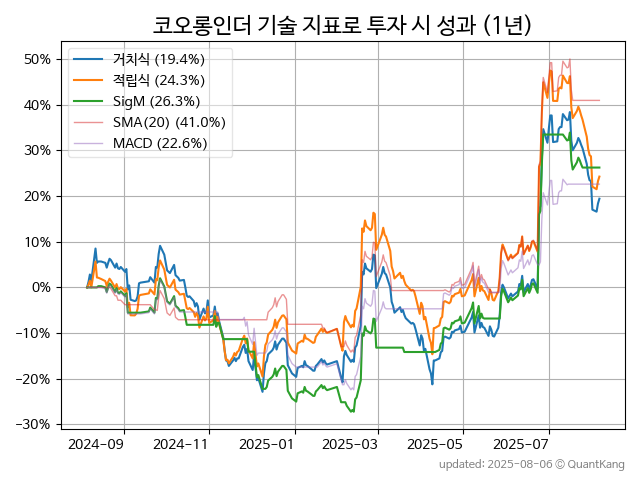 코오롱인더 기술 지표로 투자 시 성과 (1년)
거치식 (19.4%)
적립식 (24.3%)
SigM (26.3%)
SMA(20) (41.0%)
MACD (22.6%)
50%
40%
30%
20%
10%
0%
−10%
−20%
−30%
2024-09
2024-11
2025-01
2025-03
2025-05
2025-07
updated: 2025-08-06 © QuantKang